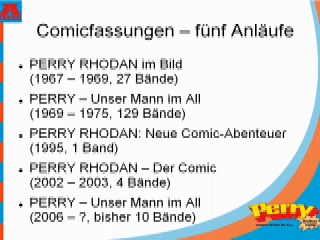 Comicfassungen – fünf Anläufe
PERRY RHODAN im Bild
(1967 – 1969, 27 Bände)
PERRY – Unser Mann im All
(1969 – 1975, 129 Bände)
PERRY RHODAN: Neue Comic-Abenteuer
(1995, 1 Band)
PERRY RHODAN – Der Comic
(2002 – 2003, 4 Bände)
PERRY – Unser Mann im All
(2006 – ?, bisher 10 Bände)
Perry